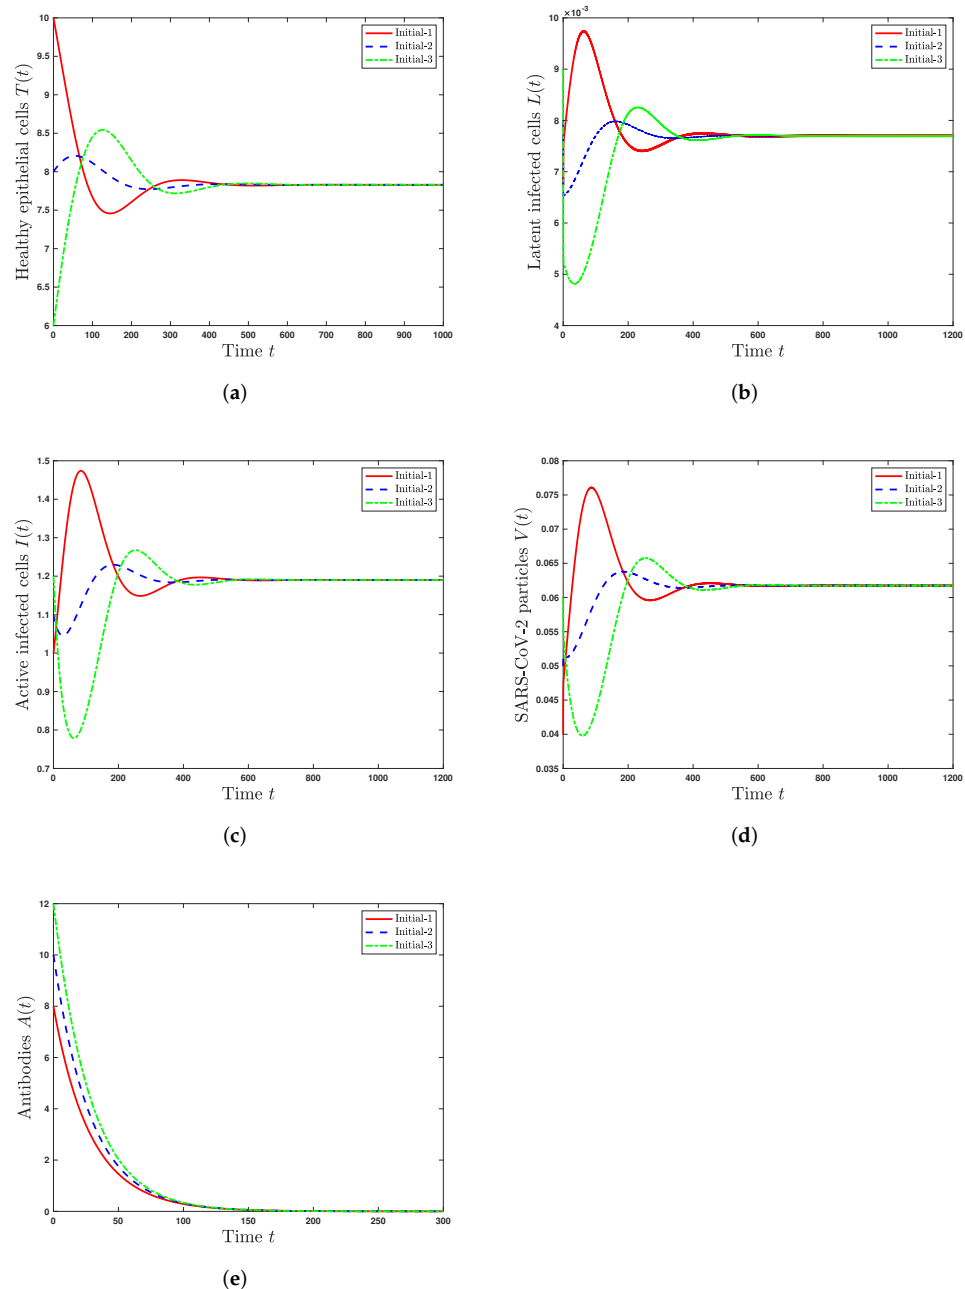 10
9.5
9
8.5
8
7.5
7
6.5
6
0 100 200 300 400 500 600 700 800 900 1000
Healthy epithelial cells T(t)
Time t
Initial-1
Initial-2
Initial-3
(a)
×10⁻³
10
9
8
7
6
5
4
0 200 400 600 800 1000 1200
Latent infected cells L(t)
Time t
Initial-1
Initial-2
Initial-3
(b)
1.5
1.4
1.3
1.2
1.1
1
0.9
0.8
0.7
0 200 400 600 800 1000 1200
Active infected cells I(t)
Time t
Initial-1
Initial-2
Initial-3
(c)
0.08
0.075
0.07
0.065
0.06
0.055
0.05
0.045
0.04
0.035
0 200 400 600 800 1000 1200
SARS-CoV-2 particles V(t)
Time t
Initial-1
Initial-2
Initial-3
(d)
12
10
8
6
4
2
0
0 50 100 150 200 250 300
Antibodies A(t)
Time t
Initial-1
Initial-2
Initial-3
(e)